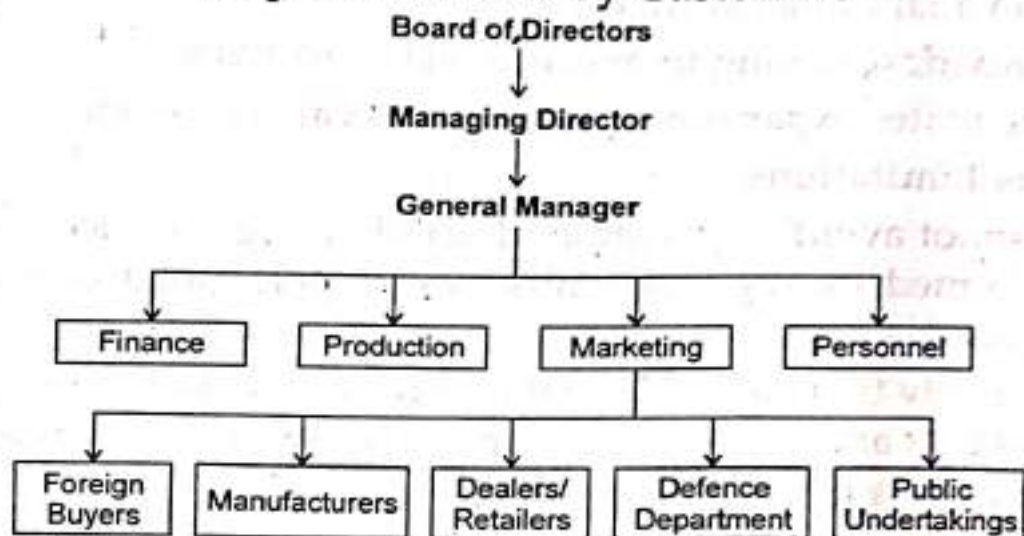 Board of Directors
Managing Director
General Manager
Finance
Production
Marketing
Personnel
Foreign
Buyers
Manufacturers
Dealers/
Retailers
Defence
Department
Public
Undertakings